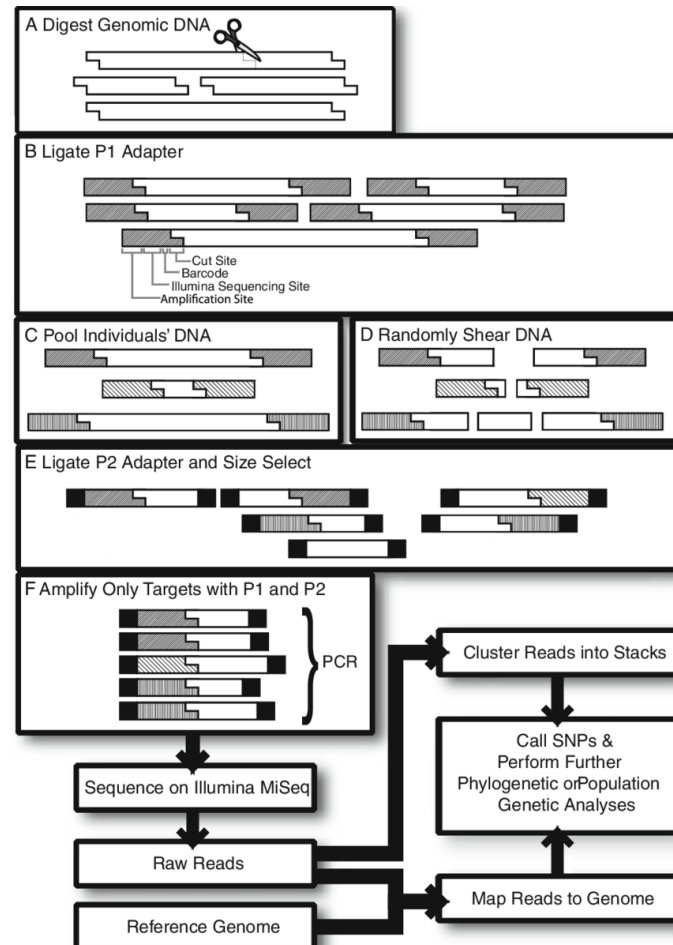 A Digest Genomic DNA
B Ligate P1 Adapter
Cut Site
Barcode
Illumina Sequencing Site
Amplification Site
C Pool Individuals' DNA
D Randomly Shear DNA
E Ligate P2 Adapter and Size Select
F Amplify Only Targets with P1 and P2
PCR
Cluster Reads into Stacks
Call SNPs &
Perform Further
Phylogenetic orPopulation
Genetic Analyses
Sequence on Illumina MiSeq
Raw Reads
Map Reads to Genome
Reference Genome